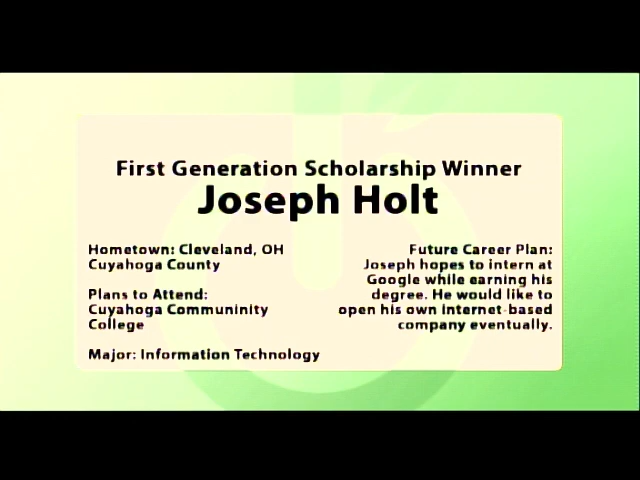 First Generation Scholarship Winner
Joseph Holt
Hometown: Cleveland, OH
Cuyahoga County
Plans to Attend:
Cuyahoga Communinity
College
Major: Information Technology
Future Career Plan:
Joseph hopes to intern at
Google while earning his
degree. He would like to
open his own internet-based
company eventually.